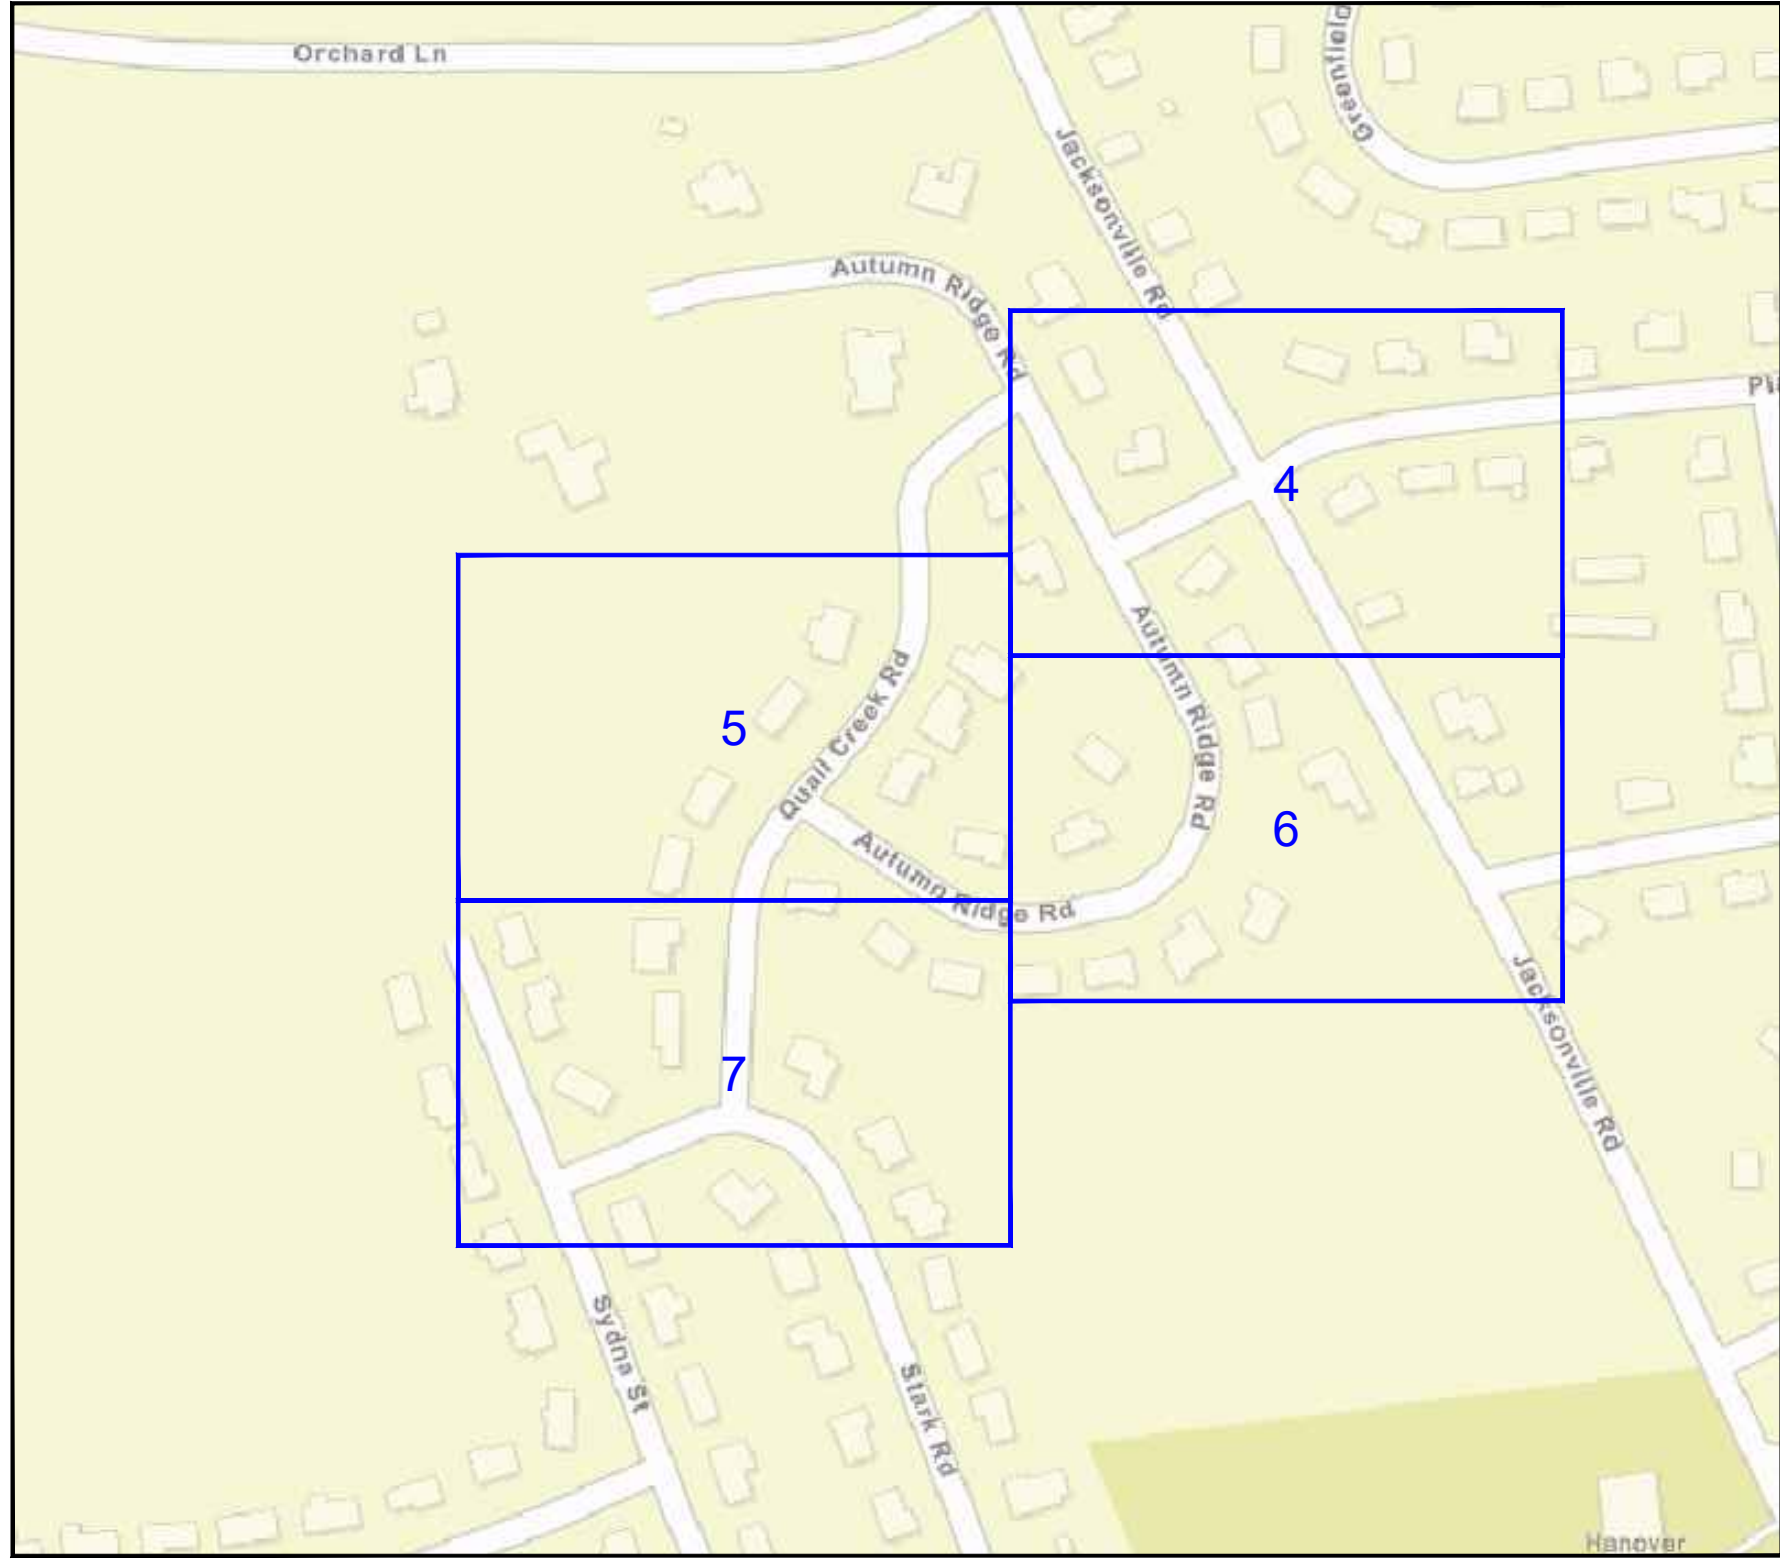 Orchard Ln
Greenfield
Jacksonville Rd
Autumn Ridge Rd
4
Autumn Ridge Rd
5
Quail Creek Rd
6
Autumn Ridge Rd
7
Jacksonville Rd
Sydna St
Stark Rd
Hanover